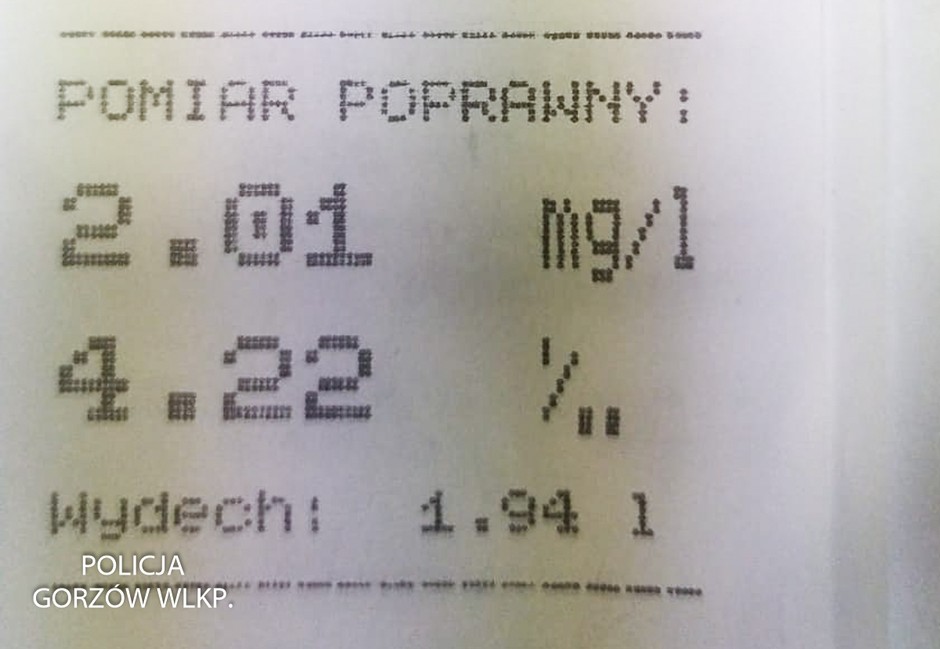 POMIAR POPRAWNY:
2.01 mg/l
4.22 ‰
Wydech: 1.94 l
POLICJA
GORZÓW WLKP.